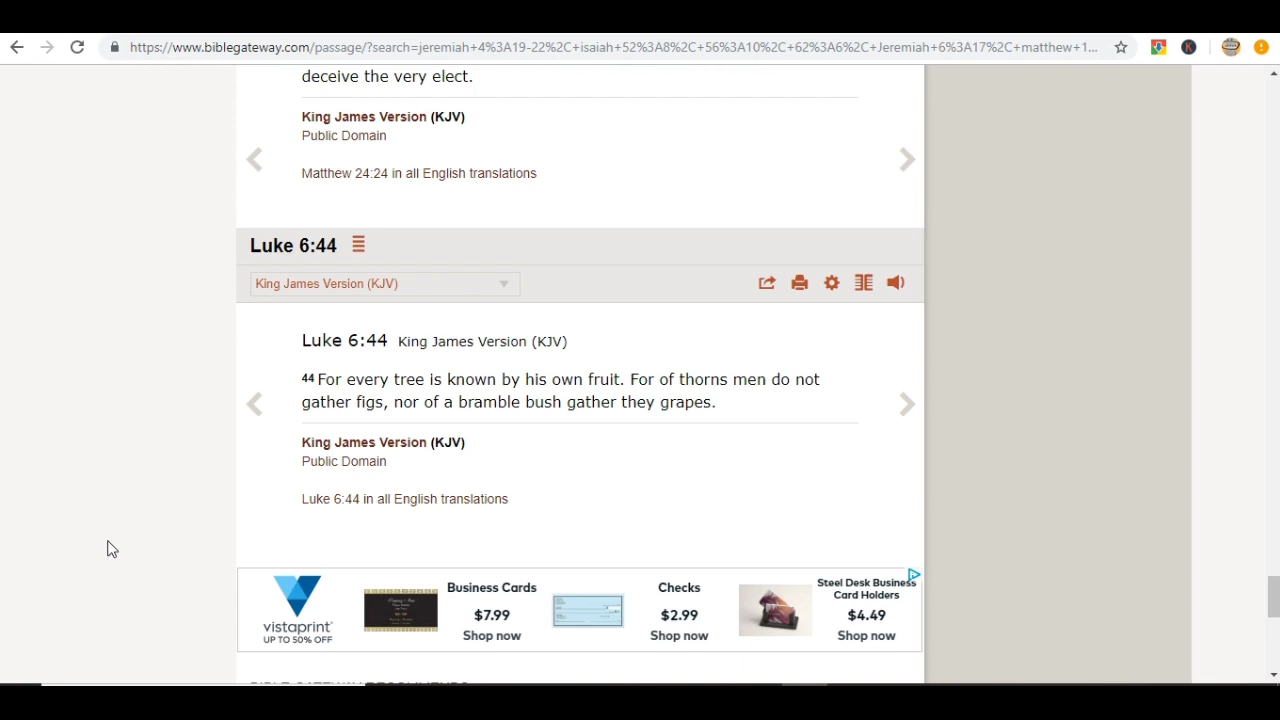 https://www.biblegateway.com/passage/?search=jeremiah+4%3A19-22%2C+isaiah+52%3A8%2C+56%3A10%2C+62%3A6%2C+Jeremiah+6%3A17%2C+matthew+1...
deceive the very elect.
King James Version (KJV)
Public Domain
Matthew 24:24 in all English translations
Luke 6:44
King James Version (KJV)
Luke 6:44 King James Version (KJV)
44 For every tree is known by his own fruit. For of thorns men do not
gather figs, nor of a bramble bush gather they grapes.
King James Version (KJV)
Public Domain
Luke 6:44 in all English translations
vistaprint
UP TO 50% OFF
Business Cards
$7.99
Shop now
Checks
$2.99
Shop now
Steel Desk Business
Card Holders
$4.49
Shop now